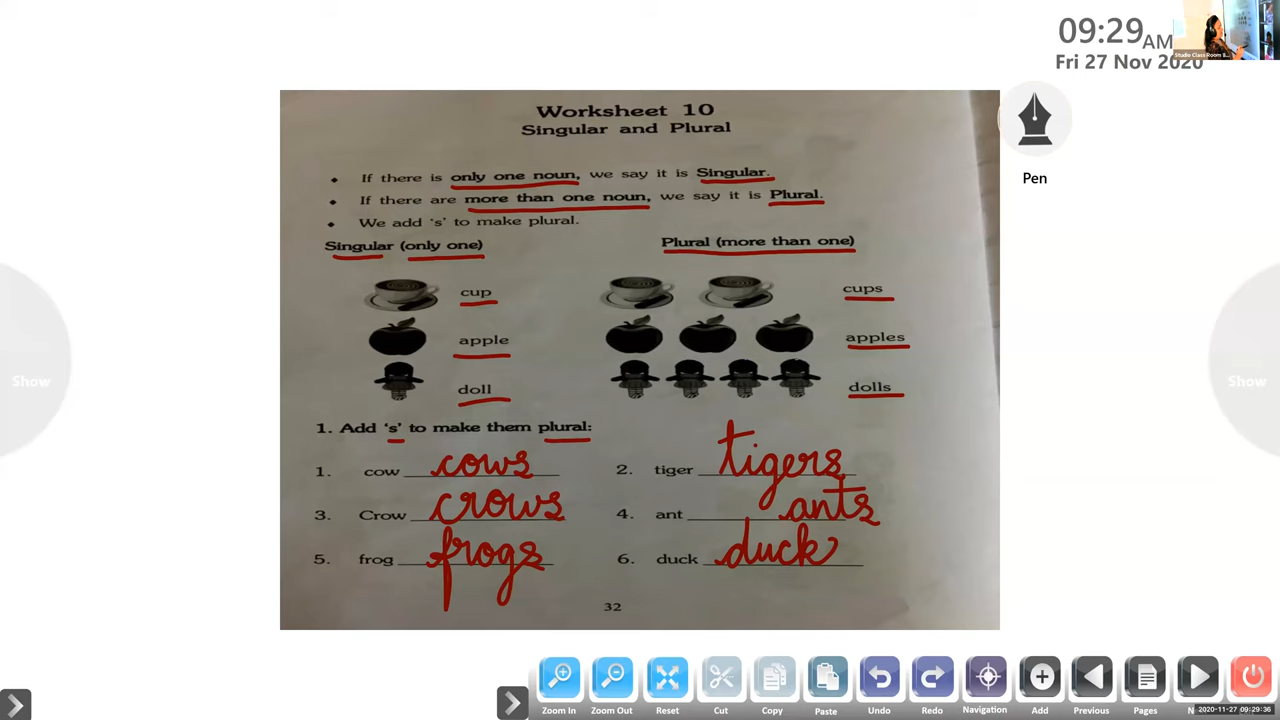 09:29 AM
Fri 27 Nov 2020
Pen
Show
Show
Worksheet 10
Singular and Plural
If there is only one noun, we say it is Singular.
If there are more than one noun, we say it is Plural.
We add 's' to make plural.
Singular (only one) Plural (more than one)
cup cups
apple apples
doll dolls
1. Add 's' to make them plural:
1. cow cows 2. tiger tigers
3. Crow crows 4. ant ants
5. frog frogs 6. duck duck
32
Zoom In Zoom Out Reset Cut Copy Paste Undo Redo Navigation Add Previous Pages
2020-11-27 09:29:36